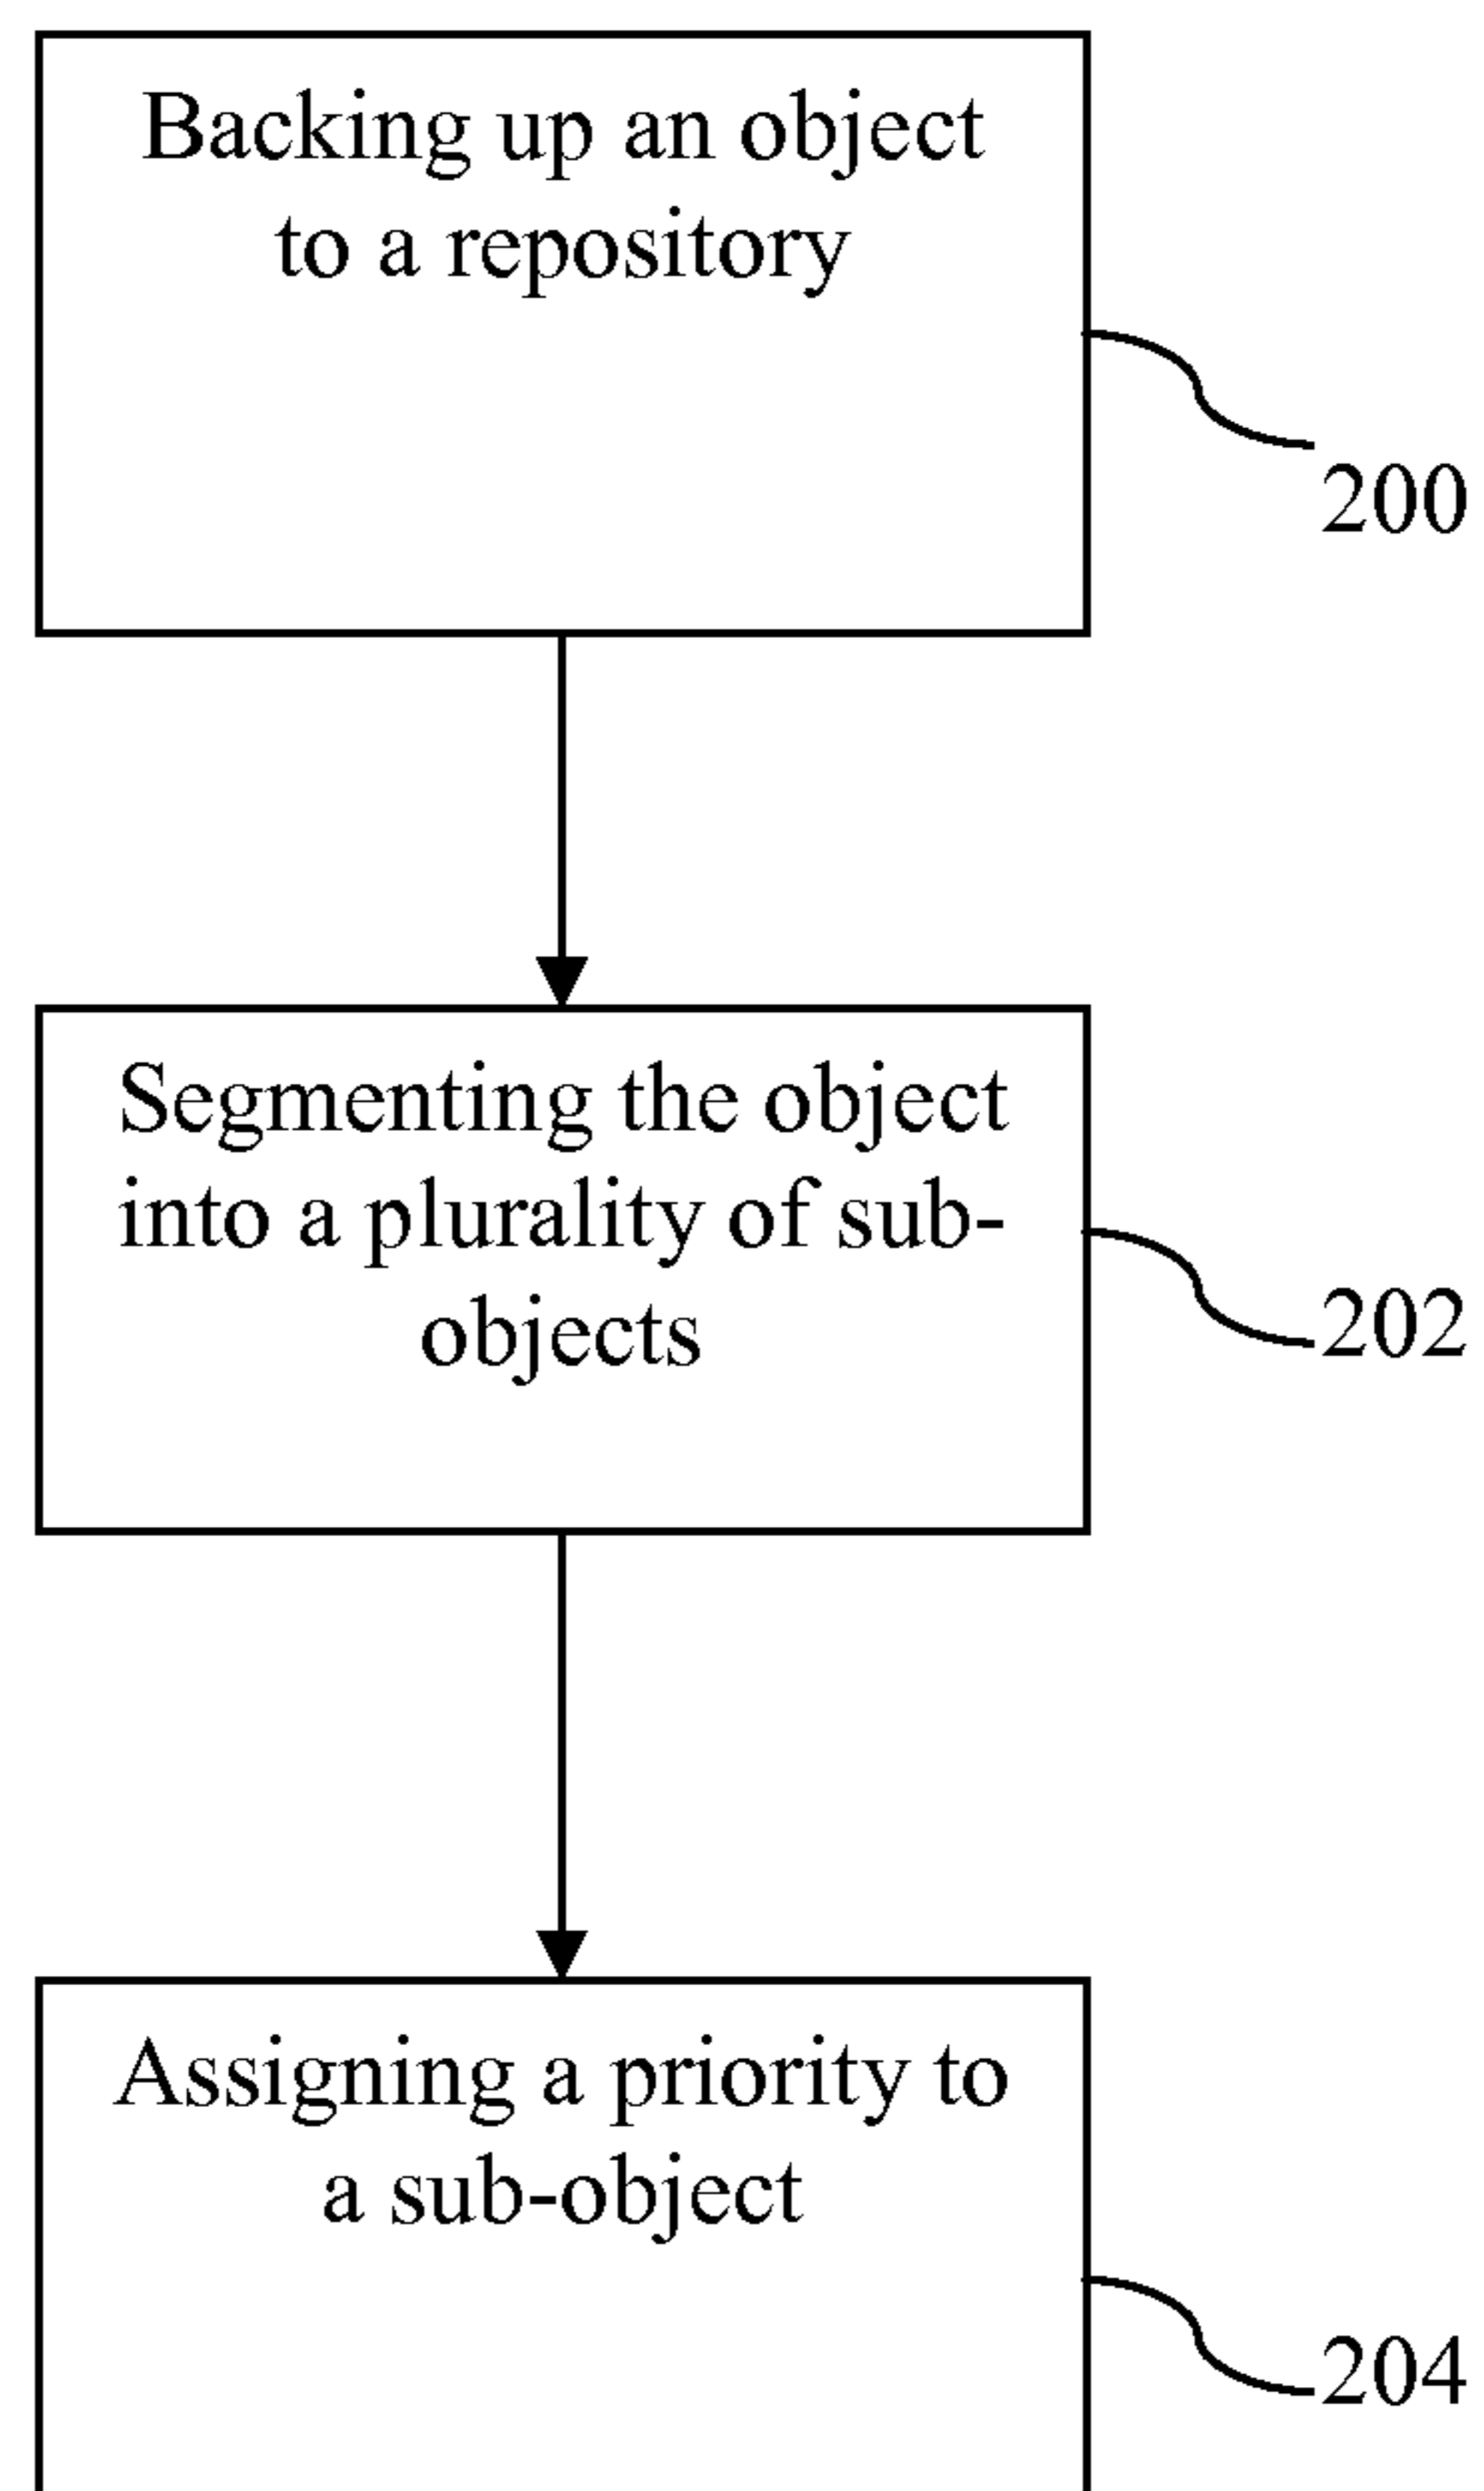 Backing up an object
to a repository
200
Segmenting the object
into a plurality of sub-
objects
202
Assigning a priority to
a sub-object
204